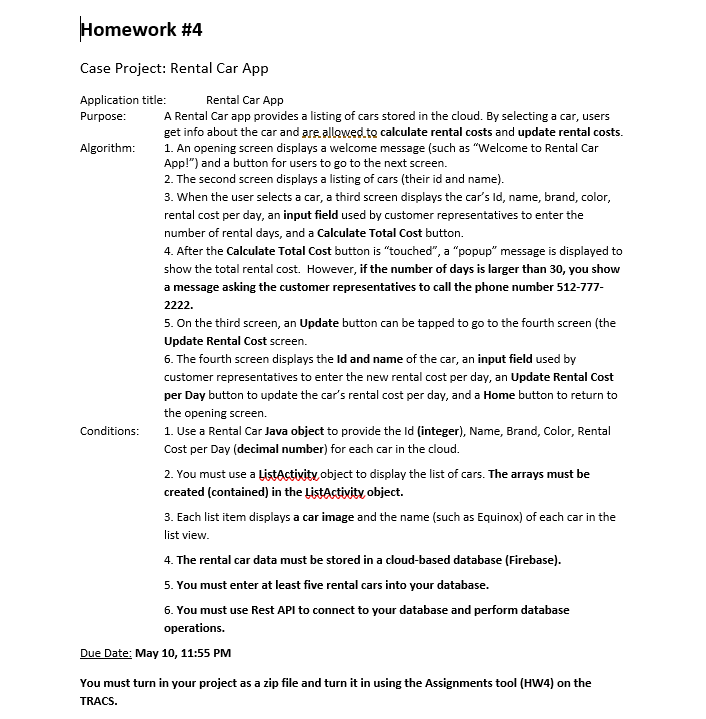 Homework #4
Case Project: Rental Car App
Application title: Rental Car App
Purpose: A Rental Car app provides a listing of cars stored in the cloud. By selecting a car, users
get info about the car and are allowed to calculate rental costs and update rental costs.
Algorithm: 1. An opening screen displays a welcome message (such as “Welcome to Rental Car
App!”) and a button for users to go to the next screen.
2. The second screen displays a listing of cars (their id and name).
3. When the user selects a car, a third screen displays the car’s Id, name, brand, color,
rental cost per day, an input field used by customer representatives to enter the
number of rental days, and a Calculate Total Cost button.
4. After the Calculate Total Cost button is “touched”, a “popup” message is displayed to
show the total rental cost. However, if the number of days is larger than 30, you show
a message asking the customer representatives to call the phone number 512-777-
2222.
5. On the third screen, an Update button can be tapped to go to the fourth screen (the
Update Rental Cost screen.
6. The fourth screen displays the Id and name of the car, an input field used by
customer representatives to enter the new rental cost per day, an Update Rental Cost
per Day button to update the car’s rental cost per day, and a Home button to return to
the opening screen.
Conditions: 1. Use a Rental Car Java object to provide the Id (integer), Name, Brand, Color, Rental
Cost per Day (decimal number) for each car in the cloud.
2. You must use a ListActivity object to display the list of cars. The arrays must be
created (contained) in the ListActivity object.
3. Each list item displays a car image and the name (such as Equinox) of each car in the
list view.
4. The rental car data must be stored in a cloud-based database (Firebase).
5. You must enter at least five rental cars into your database.
6. You must use Rest API to connect to your database and perform database
operations.
Due Date: May 10, 11:55 PM
You must turn in your project as a zip file and turn it in using the Assignments tool (HW4) on the
TRACS.